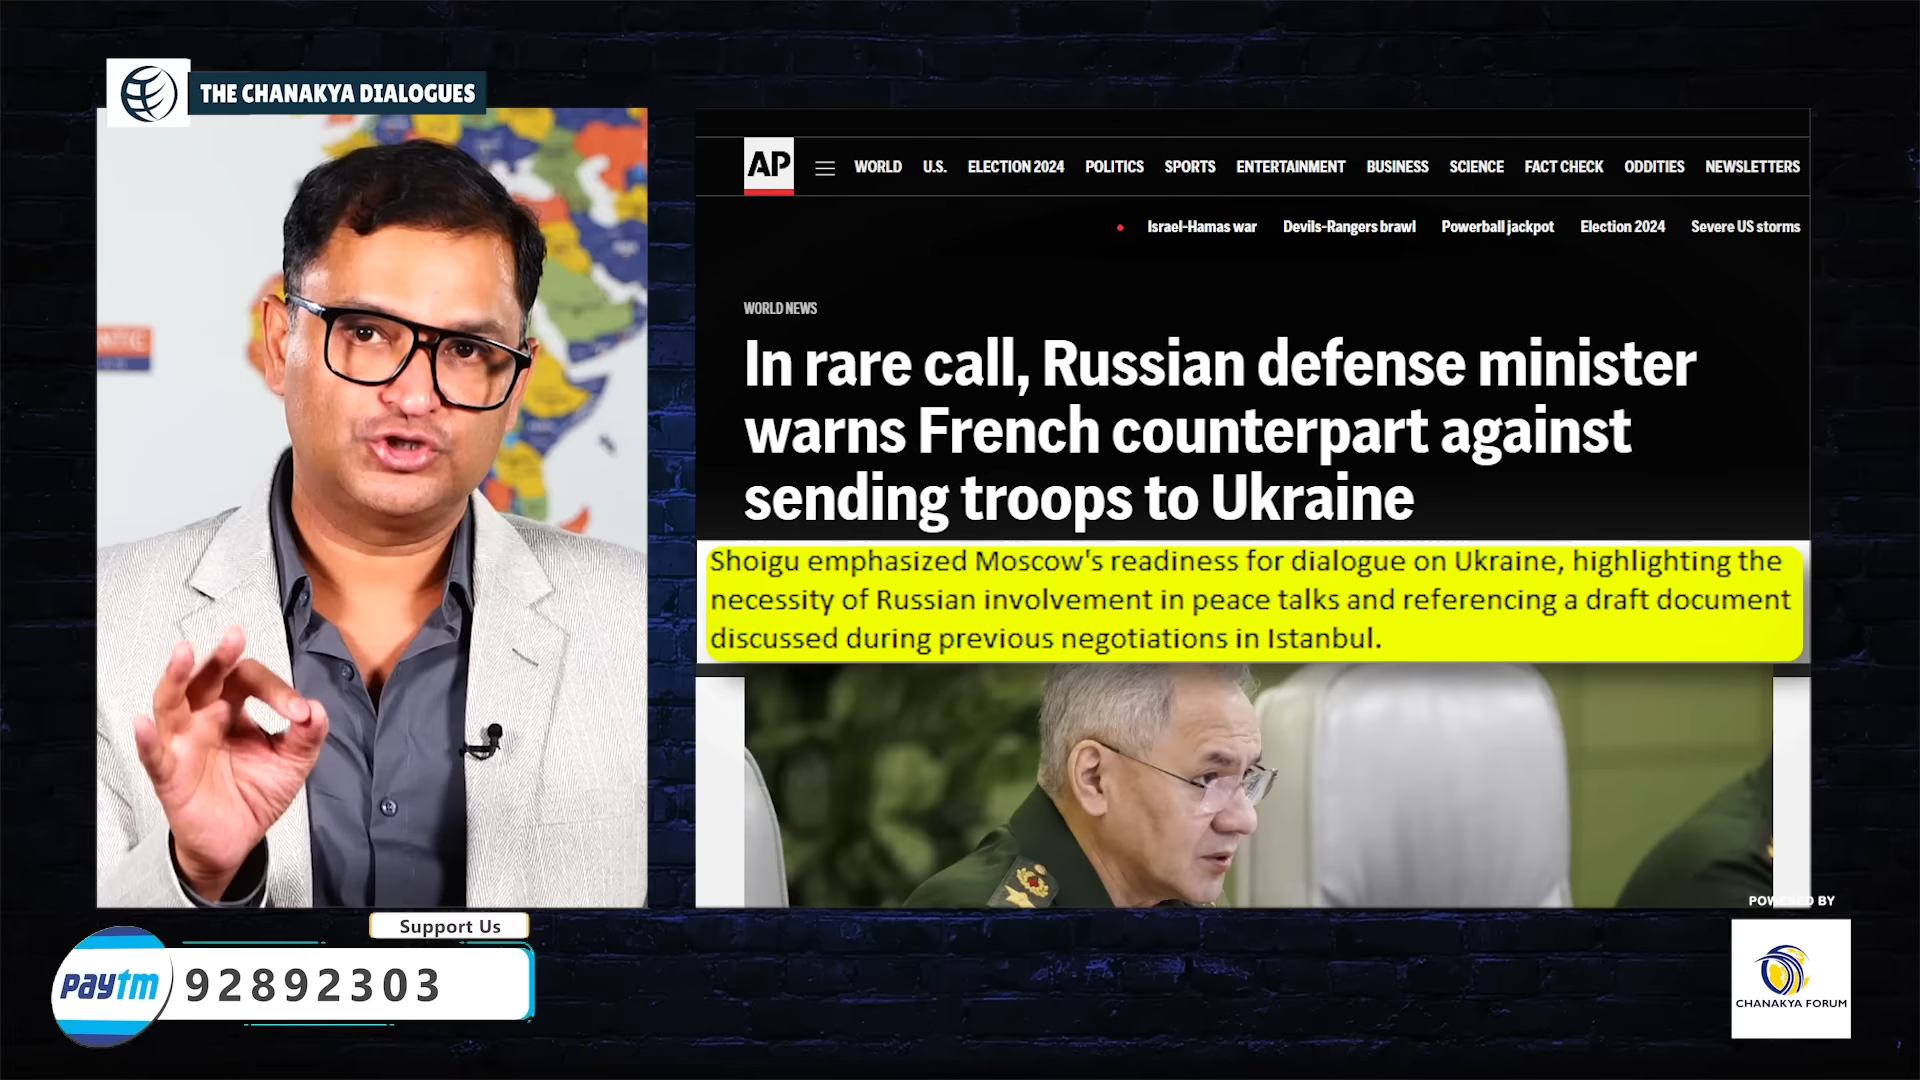 THE CHANAKYA DIALOGUES
AP
WORLD U.S. ELECTION 2024 POLITICS SPORTS ENTERTAINMENT BUSINESS SCIENCE FACT CHECK ODDITIES NEWSLETTERS
Israel-Hamas war Devils-Rangers brawl Powerball jackpot Election 2024 Severe US storms
WORLD NEWS
In rare call, Russian defense minister
warns French counterpart against
sending troops to Ukraine
Shoigu emphasized Moscow's readiness for dialogue on Ukraine, highlighting the
necessity of Russian involvement in peace talks and referencing a draft document
discussed during previous negotiations in Istanbul.
Support Us
paytm 92892303
POWERED BY
CHANAKYA FORUM